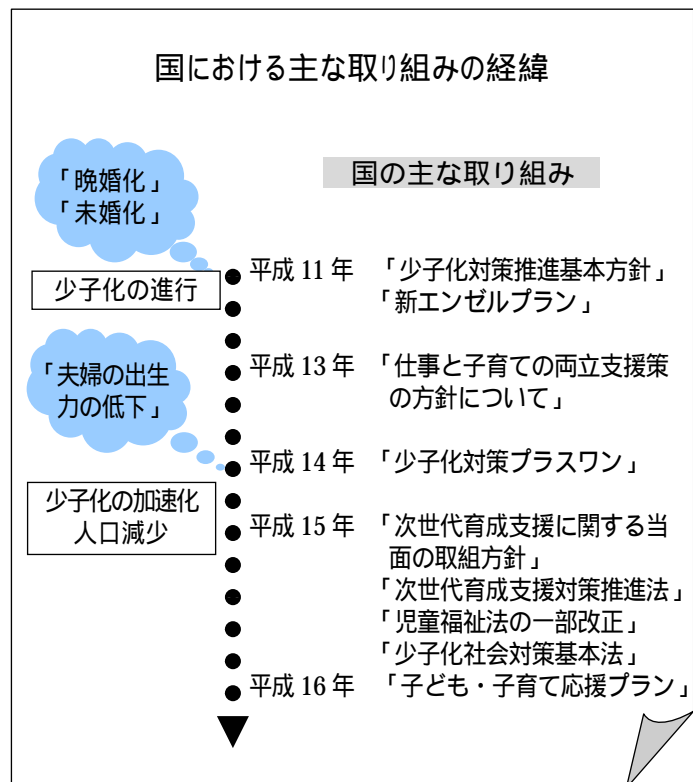 国における主な取り組みの経緯
「晩婚化」
「未婚化」
国の主な取り組み
少子化の進行
平成 11 年 「少子化対策推進基本方針」
「新エンゼルプラン」
「夫婦の出生
力の低下」
平成 13 年 「仕事と子育ての両立支援策
の方針について」
平成 14 年 「少子化対策プラスワン」
少子化の加速化
人口減少
平成 15 年 「次世代育成支援に関する当
面の取組方針」
「次世代育成支援対策推進法」
「児童福祉法の一部改正」
「少子化社会対策基本法」
平成 16 年 「子ども・子育て応援プラン」